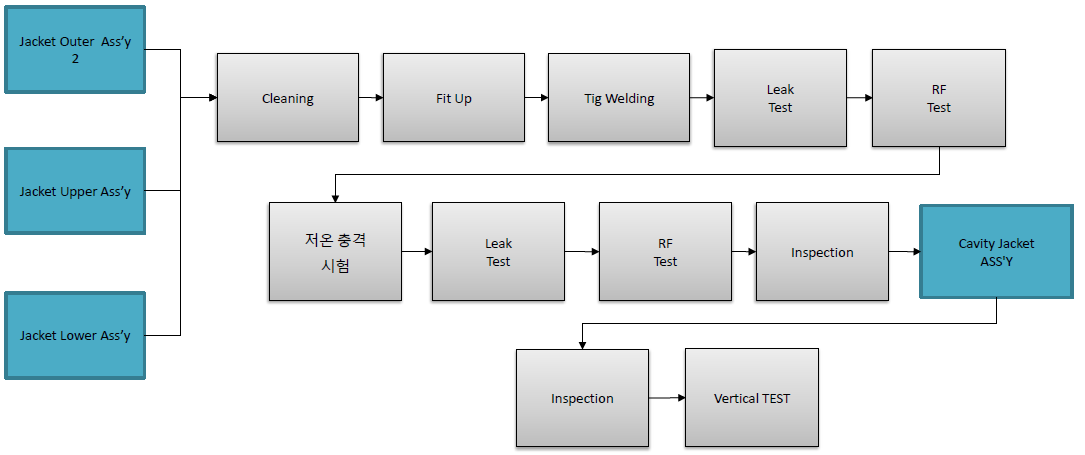 Jacket Outer Ass’y
2
Jacket Upper Ass’y
Jacket Lower Ass’y
Cleaning
Fit Up
Tig Welding
Leak
Test
RF
Test
저온 충격
시험
Leak
Test
RF
Test
Inspection
Cavity Jacket
ASS'Y
Inspection
Vertical TEST